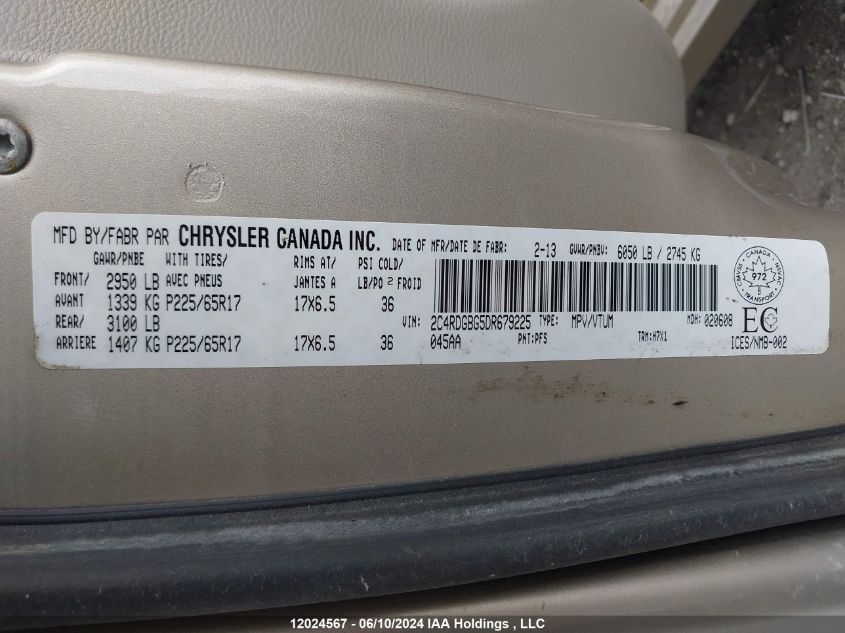 MFD BY/FABR PAR CHRYSLER CANADA INC. DATE OF MFR/DATE DE FABR: 2-13 GVWR/PNBV: 6050 LB / 2745 KG
GAWR/PNBE WITH TIRES/ RIMS AT/ PSI COLD/
FRONT/ 2950 LB AVEC PNEUS JANTES A LB/PO 2 FROID
AVANT 1339 KG P225/65R17 17X6.5 36
REAR/ 3100 LB
ARRIERE 1407 KG P225/65R17 17X6.5 36
VIN: 2C4RDGBG5DR679225 TYPE: MPV/VTUM MDH: 020608
045AA PNT:PFS TRM:H7X1
CANADA
CMVSS NSVAC
972
TRANSPORT
EC
ICES/NMB-002
12024567 - 06/10/2024 IAA Holdings, LLC